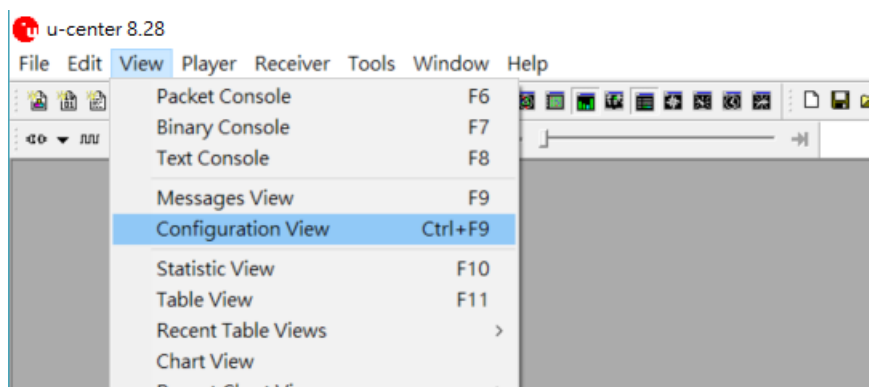 u-center 8.28
File Edit View Player Receiver Tools Window Help
Packet Console F6
Binary Console F7
Text Console F8
Messages View F9
Configuration View Ctrl+F9
Statistic View F10
Table View F11
Recent Table Views
Chart View